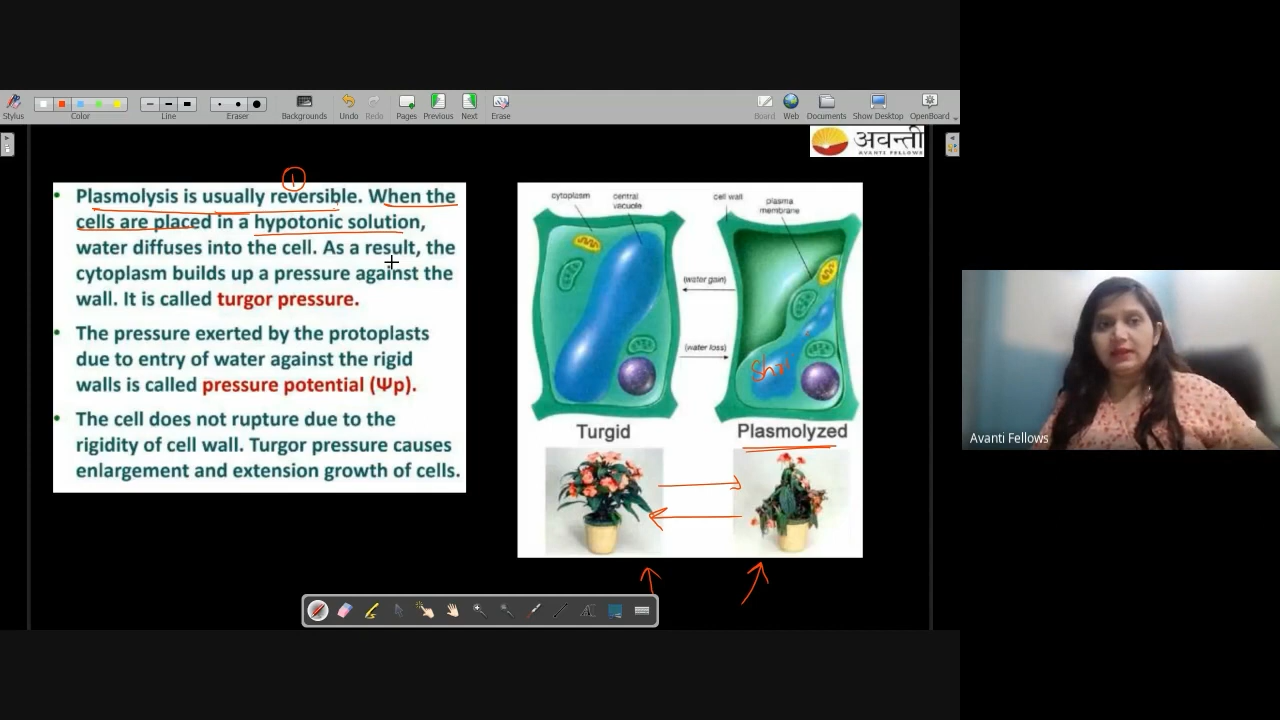 Stylus
Color
Line
Eraser
Backgrounds
Undo
Redo
Pages
Previous
Next
Erase
Board
Web
Documents
Show Desktop
OpenBoard
अवन्ती
AVANTI FELLOWS
1
• Plasmolysis is usually reversible. When the
cells are placed in a hypotonic solution,
water diffuses into the cell. As a result, the
cytoplasm builds up a pressure against the
wall. It is called turgor pressure.
• The pressure exerted by the protoplasts
due to entry of water against the rigid
walls is called pressure potential (Ψp).
• The cell does not rupture due to the
rigidity of cell wall. Turgor pressure causes
enlargement and extension growth of cells.
cytoplasm
central
vacuole
cell wall
plasma
membrane
(water gain)
(water loss)
Turgid
Plasmolyzed
Avanti Fellows